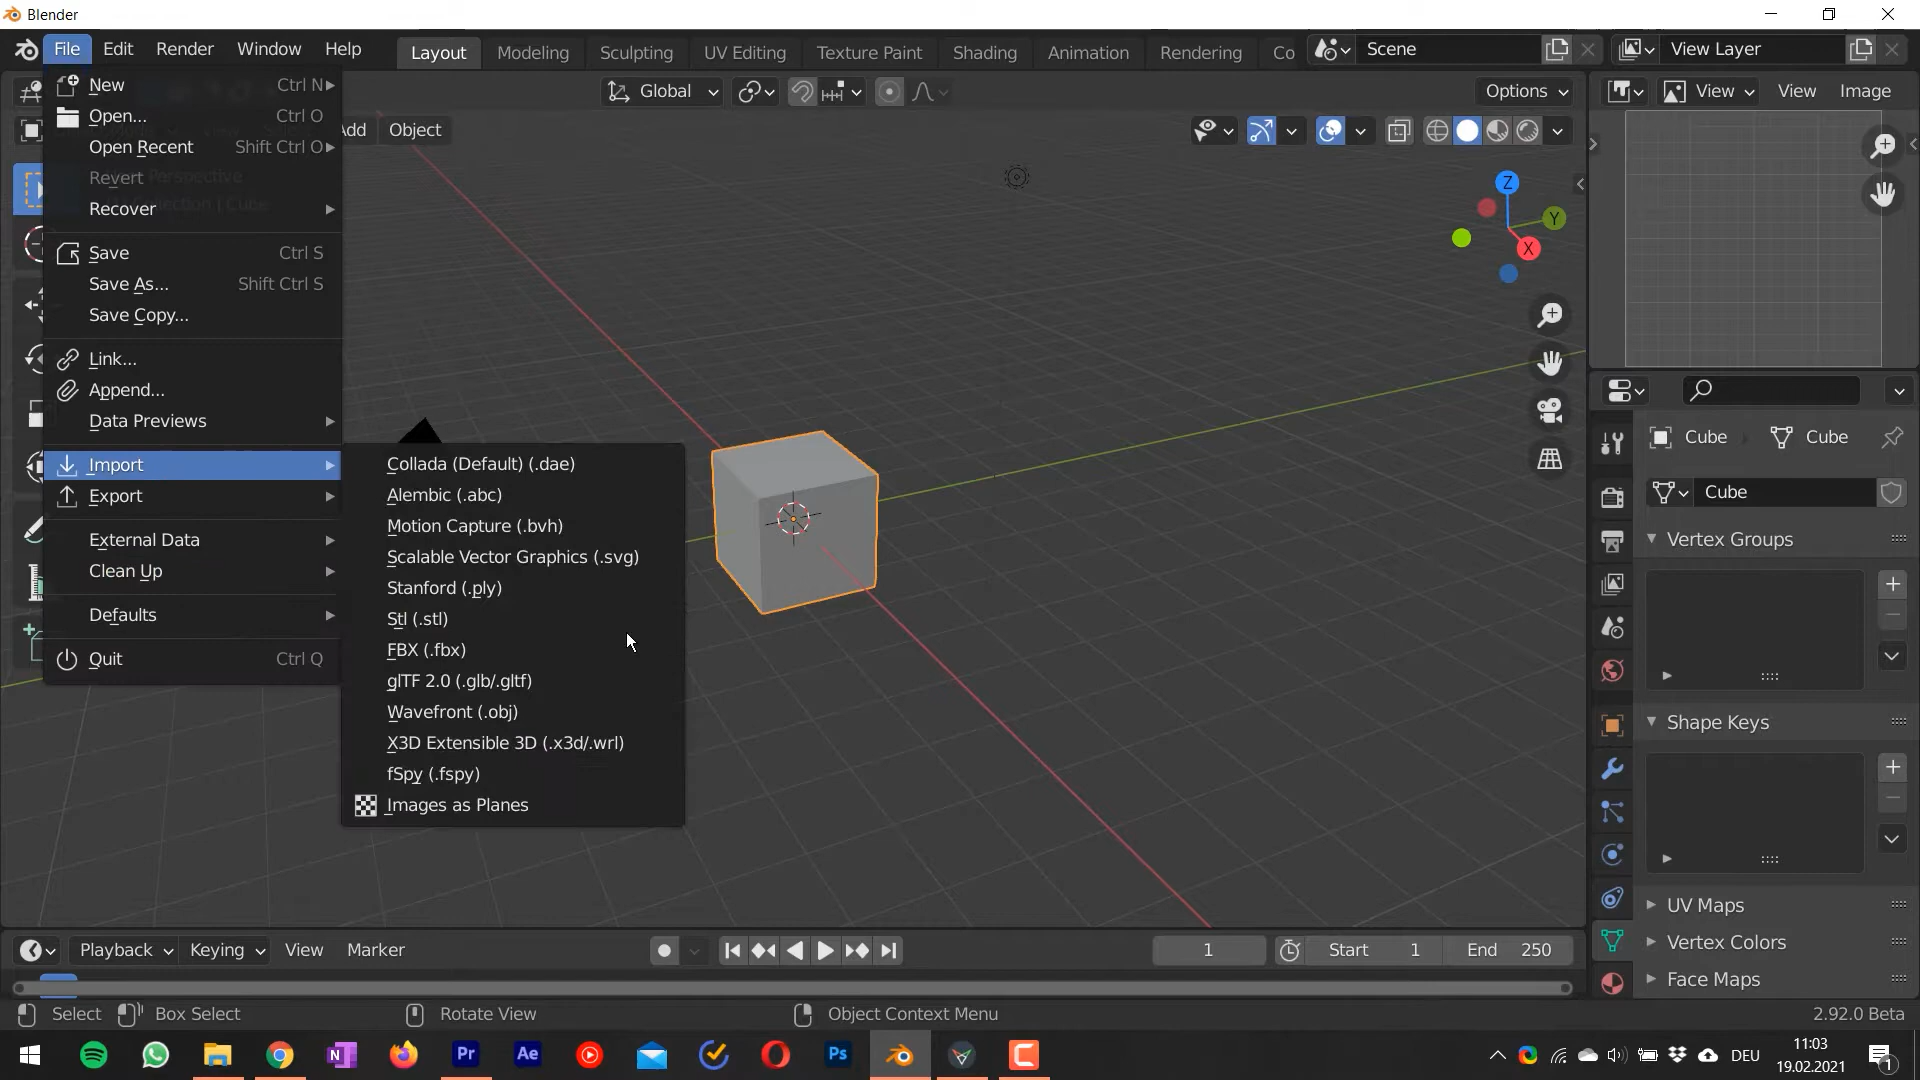 Blender
File Edit Render Window Help
Layout Modeling Sculpting UV Editing Texture Paint Shading Animation Rendering Co
Scene
View Layer
Global
Options
View View Image
Add Object
New Ctrl N
Open... Ctrl O
Open Recent Shift Ctrl O
Revert
Recover
Save Ctrl S
Save As... Shift Ctrl S
Save Copy...
Link...
Append...
Data Previews
Import
Export
External Data
Clean Up
Defaults
Quit Ctrl Q
Collada (Default) (.dae)
Alembic (.abc)
Motion Capture (.bvh)
Scalable Vector Graphics (.svg)
Stanford (.ply)
Stl (.stl)
FBX (.fbx)
glTF 2.0 (.glb/.gltf)
Wavefront (.obj)
X3D Extensible 3D (.x3d/.wrl)
fSpy (.fspy)
Images as Planes
Z
Y
X
Cube Cube
Cube
Vertex Groups
Shape Keys
UV Maps
Vertex Colors
Face Maps
Playback Keying View Marker
1
Start 1
End 250
Select Box Select Rotate View Object Context Menu 2.92.0 Beta
Pr Ae Ps
DEU
11:03
19.02.2021
1